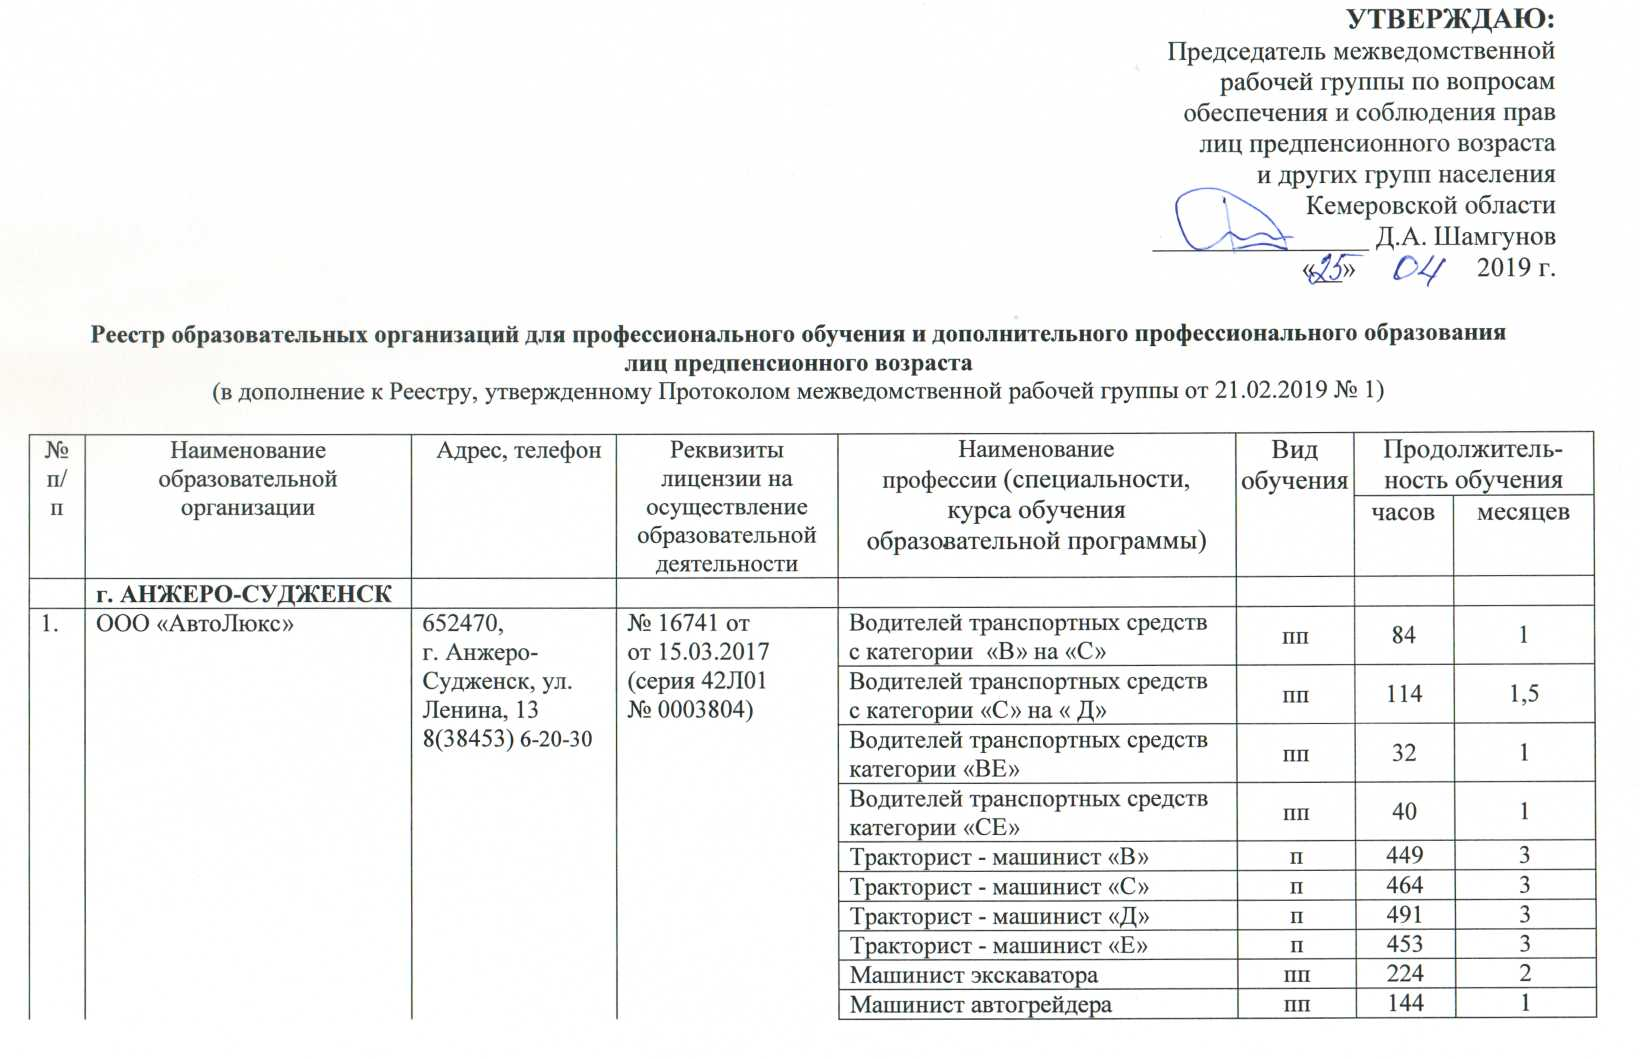 УТВЕРЖДАЮ:
Председатель межведомственной
рабочей группы по вопросам
обеспечения и соблюдения прав
лиц предпенсионного возраста
и других групп населения
Кемеровской области
Д.А. Шамгунов
«25» 04 2019 г.
Реестр образовательных организаций для профессионального обучения и дополнительного профессионального образования
лиц предпенсионного возраста
(в дополнение к Реестру, утвержденному Протоколом межведомственной рабочей группы от 21.02.2019 № 1)
№
п/
п
Наименование
образовательной
организации
Адрес, телефон
Реквизиты
лицензии на
осуществление
образовательной
деятельности
Наименование
профессии (специальности,
курса обучения
образовательной программы)
Вид
обучения
Продолжитель-
ность обучения
часов
месяцев
г. АНЖЕРО-СУДЖЕНСК
1.
ООО «АвтоЛюкс»
652470,
г. Анжеро-
Судженск, ул.
Ленина, 13
8(38453) 6-20-30
№ 16741 от
от 15.03.2017
(серия 42Л01
№ 0003804)
Водителей транспортных средств
с категории «В» на «С»
пп
84
1
Водителей транспортных средств
с категории «С» на « Д»
пп
114
1,5
Водителей транспортных средств
категории «ВЕ»
пп
32
1
Водителей транспортных средств
категории «СЕ»
пп
40
1
Тракторист - машинист «В»
п
449
3
Тракторист - машинист «С»
п
464
3
Тракторист - машинист «Д»
п
491
3
Тракторист - машинист «Е»
п
453
3
Машинист экскаватора
пп
224
2
Машинист автогрейдера
пп
144
1